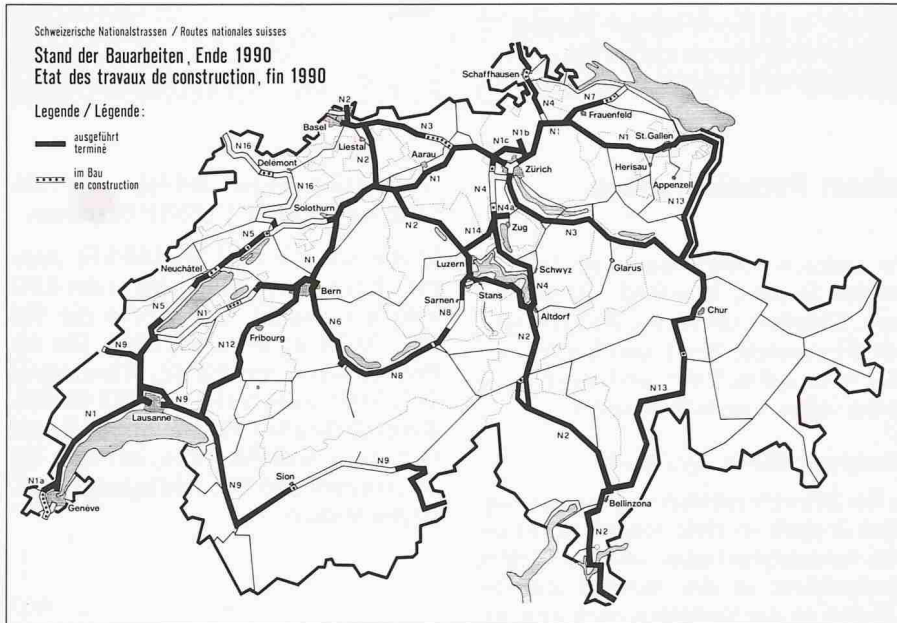 Schweizerische Nationalstrassen / Routes nationales suisses
Stand der Bauarbeiten, Ende 1990
Etat des travaux de construction, fin 1990
Legende / Légende:
ausgeführt
terminé
im Bau
en construction
Schaffhausen
N4
N7
Frauenfeld
N1
N1
St.Gallen
N2
Basel
N3
Liestal
N2
N1c
N1b
Zürich
Herisau
Appenzell
N13
N16
Delémont
N16
Aarau
N1
N4
N4a
Zug
Solothurn
N5
N2
N14
N3
Neuchâtel
N1
Luzern
Schwyz
Glarus
N4
Bern
Stans
Sarnen
N8
Altdorf
Chur
N5
N1
N6
N2
N9
Fribourg
N12
N8
N13
N1
N9
Lausanne
N2
Sion
N9
N9
N1a
Genève
Bellinzona
N2